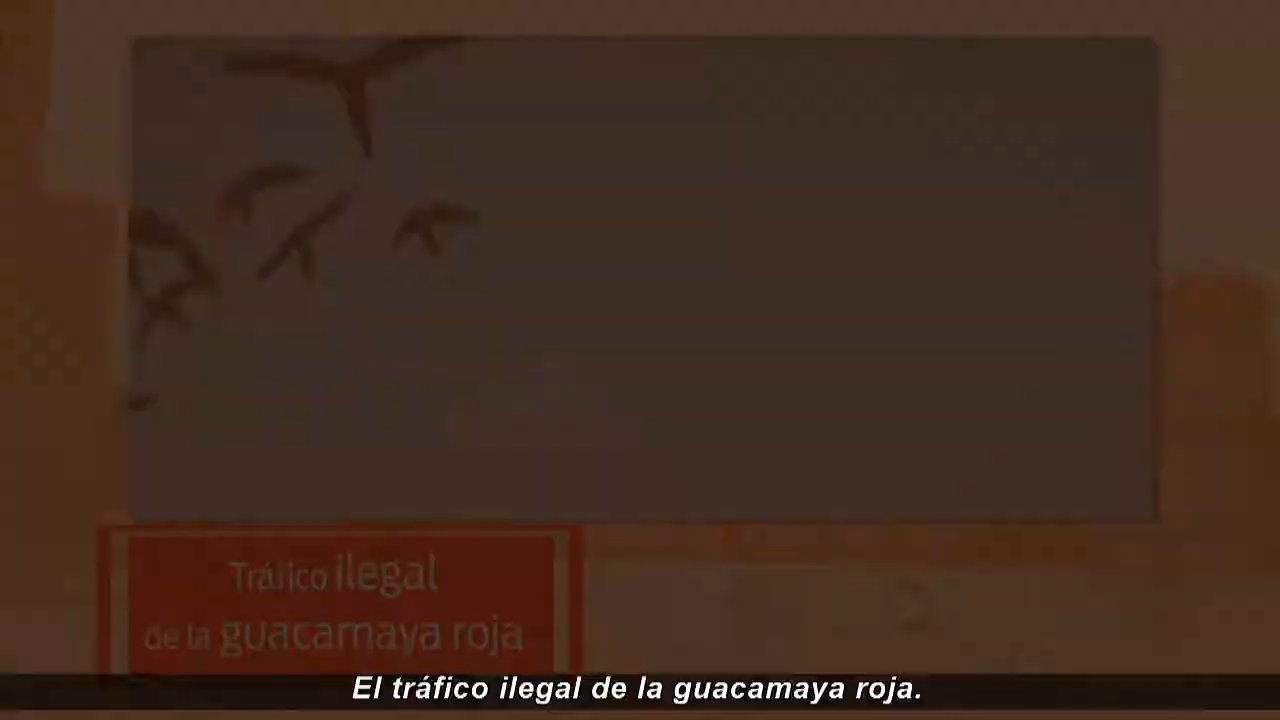 Tráfico ilegal
de la guacamaya roja
El tráfico ilegal de la guacamaya roja.